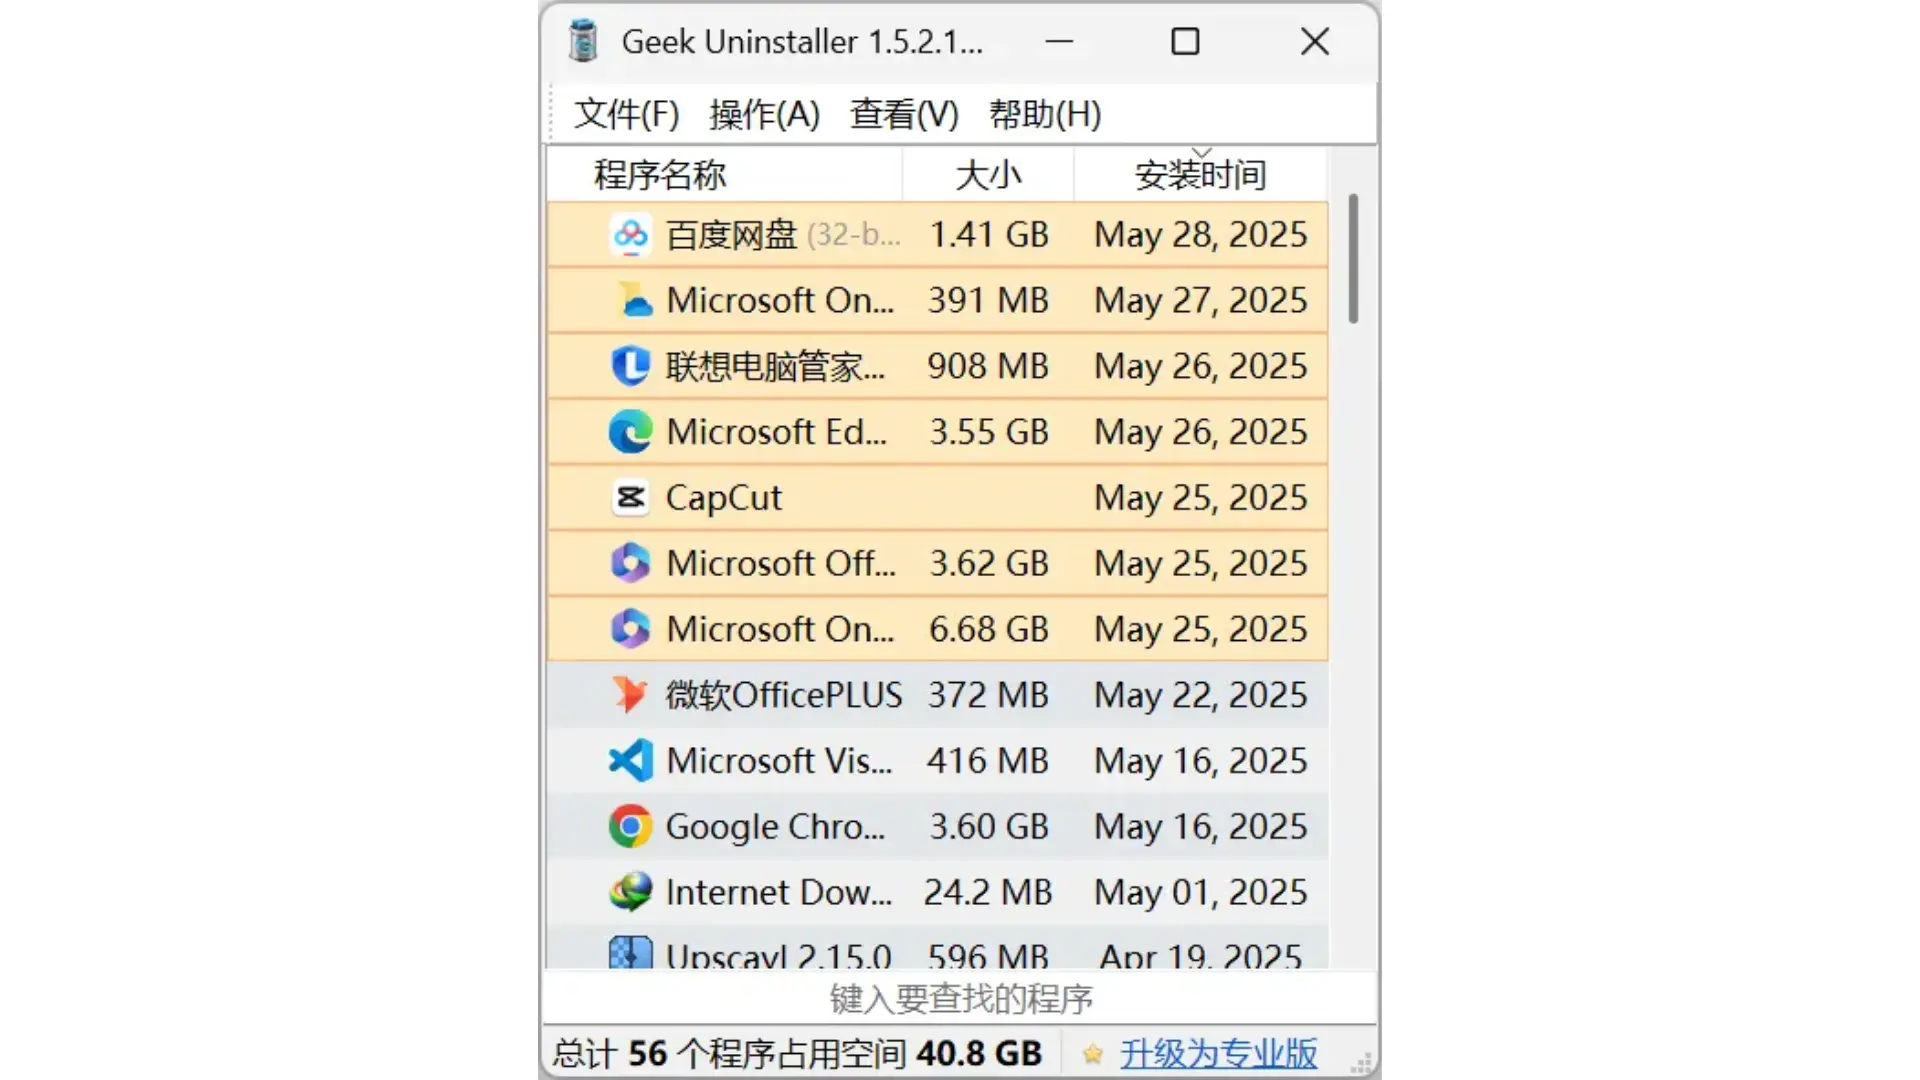 Geek Uninstaller 1.5.2.1...
文件(F) 操作(A) 查看(V) 帮助(H)
程序名称 大小 安装时间
百度网盘 (32-b... 1.41 GB May 28, 2025
Microsoft On... 391 MB May 27, 2025
联想电脑管家... 908 MB May 26, 2025
Microsoft Ed... 3.55 GB May 26, 2025
CapCut May 25, 2025
Microsoft Off... 3.62 GB May 25, 2025
Microsoft On... 6.68 GB May 25, 2025
微软OfficePLUS 372 MB May 22, 2025
Microsoft Vis... 416 MB May 16, 2025
Google Chro... 3.60 GB May 16, 2025
Internet Dow... 24.2 MB May 01, 2025
Upscayl 2.15.0 596 MB Apr 19, 2025
键入要查找的程序
总计 56 个程序占用空间 40.8 GB 升级为专业版